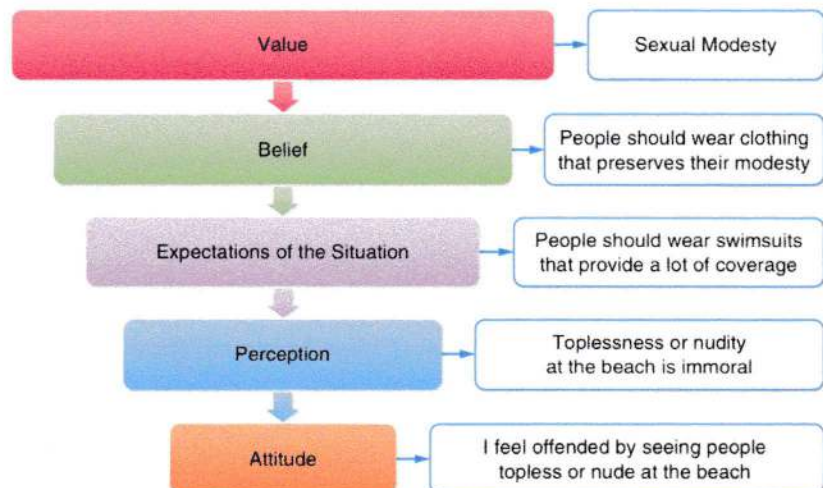 Value
Sexual Modesty
Belief
People should wear clothing
that preserves their modesty
Expectations of the Situation
People should wear swimsuits
that provide a lot of coverage
Perception
Toplessness or nudity
at the beach is immoral
Attitude
I feel offended by seeing people
topless or nude at the beach